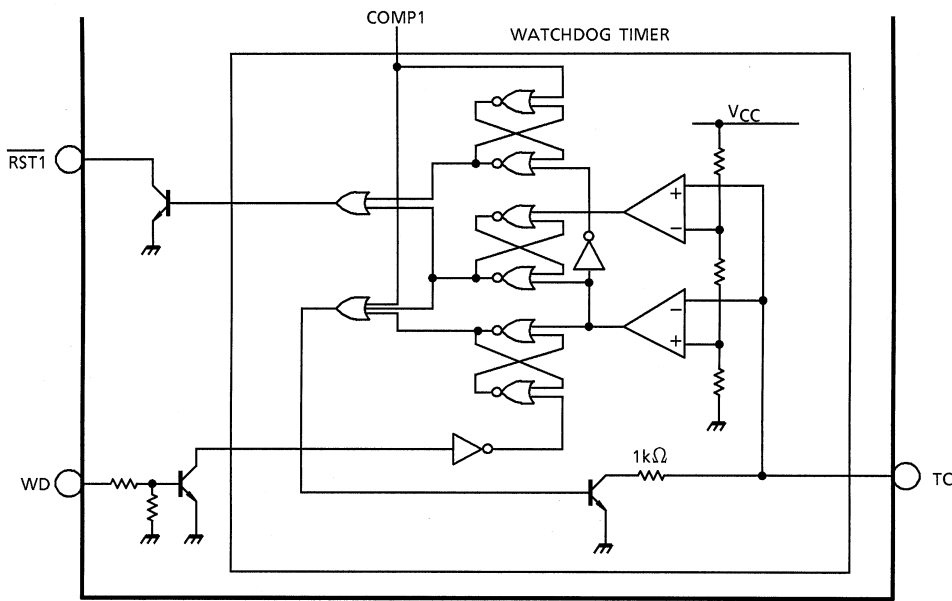 COMP1
WATCHDOG TIMER
VCC
RST1
+
−
−
+
1kΩ
WD
TC